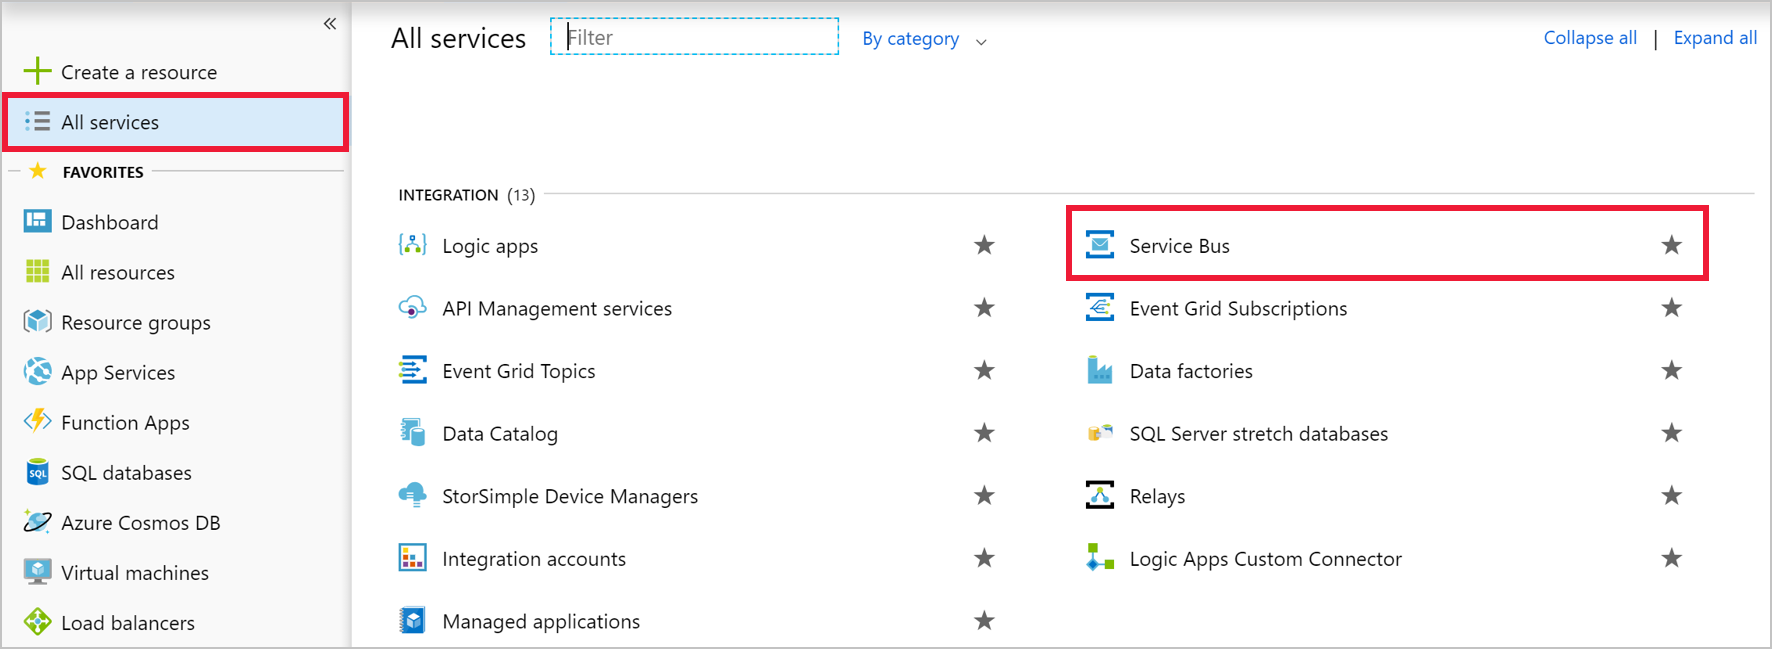 «
Create a resource
All services
FAVORITES
Dashboard
All resources
Resource groups
App Services
Function Apps
SQL databases
Azure Cosmos DB
Virtual machines
Load balancers
All services
Filter
By category
Collapse all | Expand all
INTEGRATION (13)
Logic apps
Service Bus
API Management services
Event Grid Subscriptions
Event Grid Topics
Data factories
Data Catalog
SQL Server stretch databases
StorSimple Device Managers
Relays
Integration accounts
Logic Apps Custom Connector
Managed applications
SQL